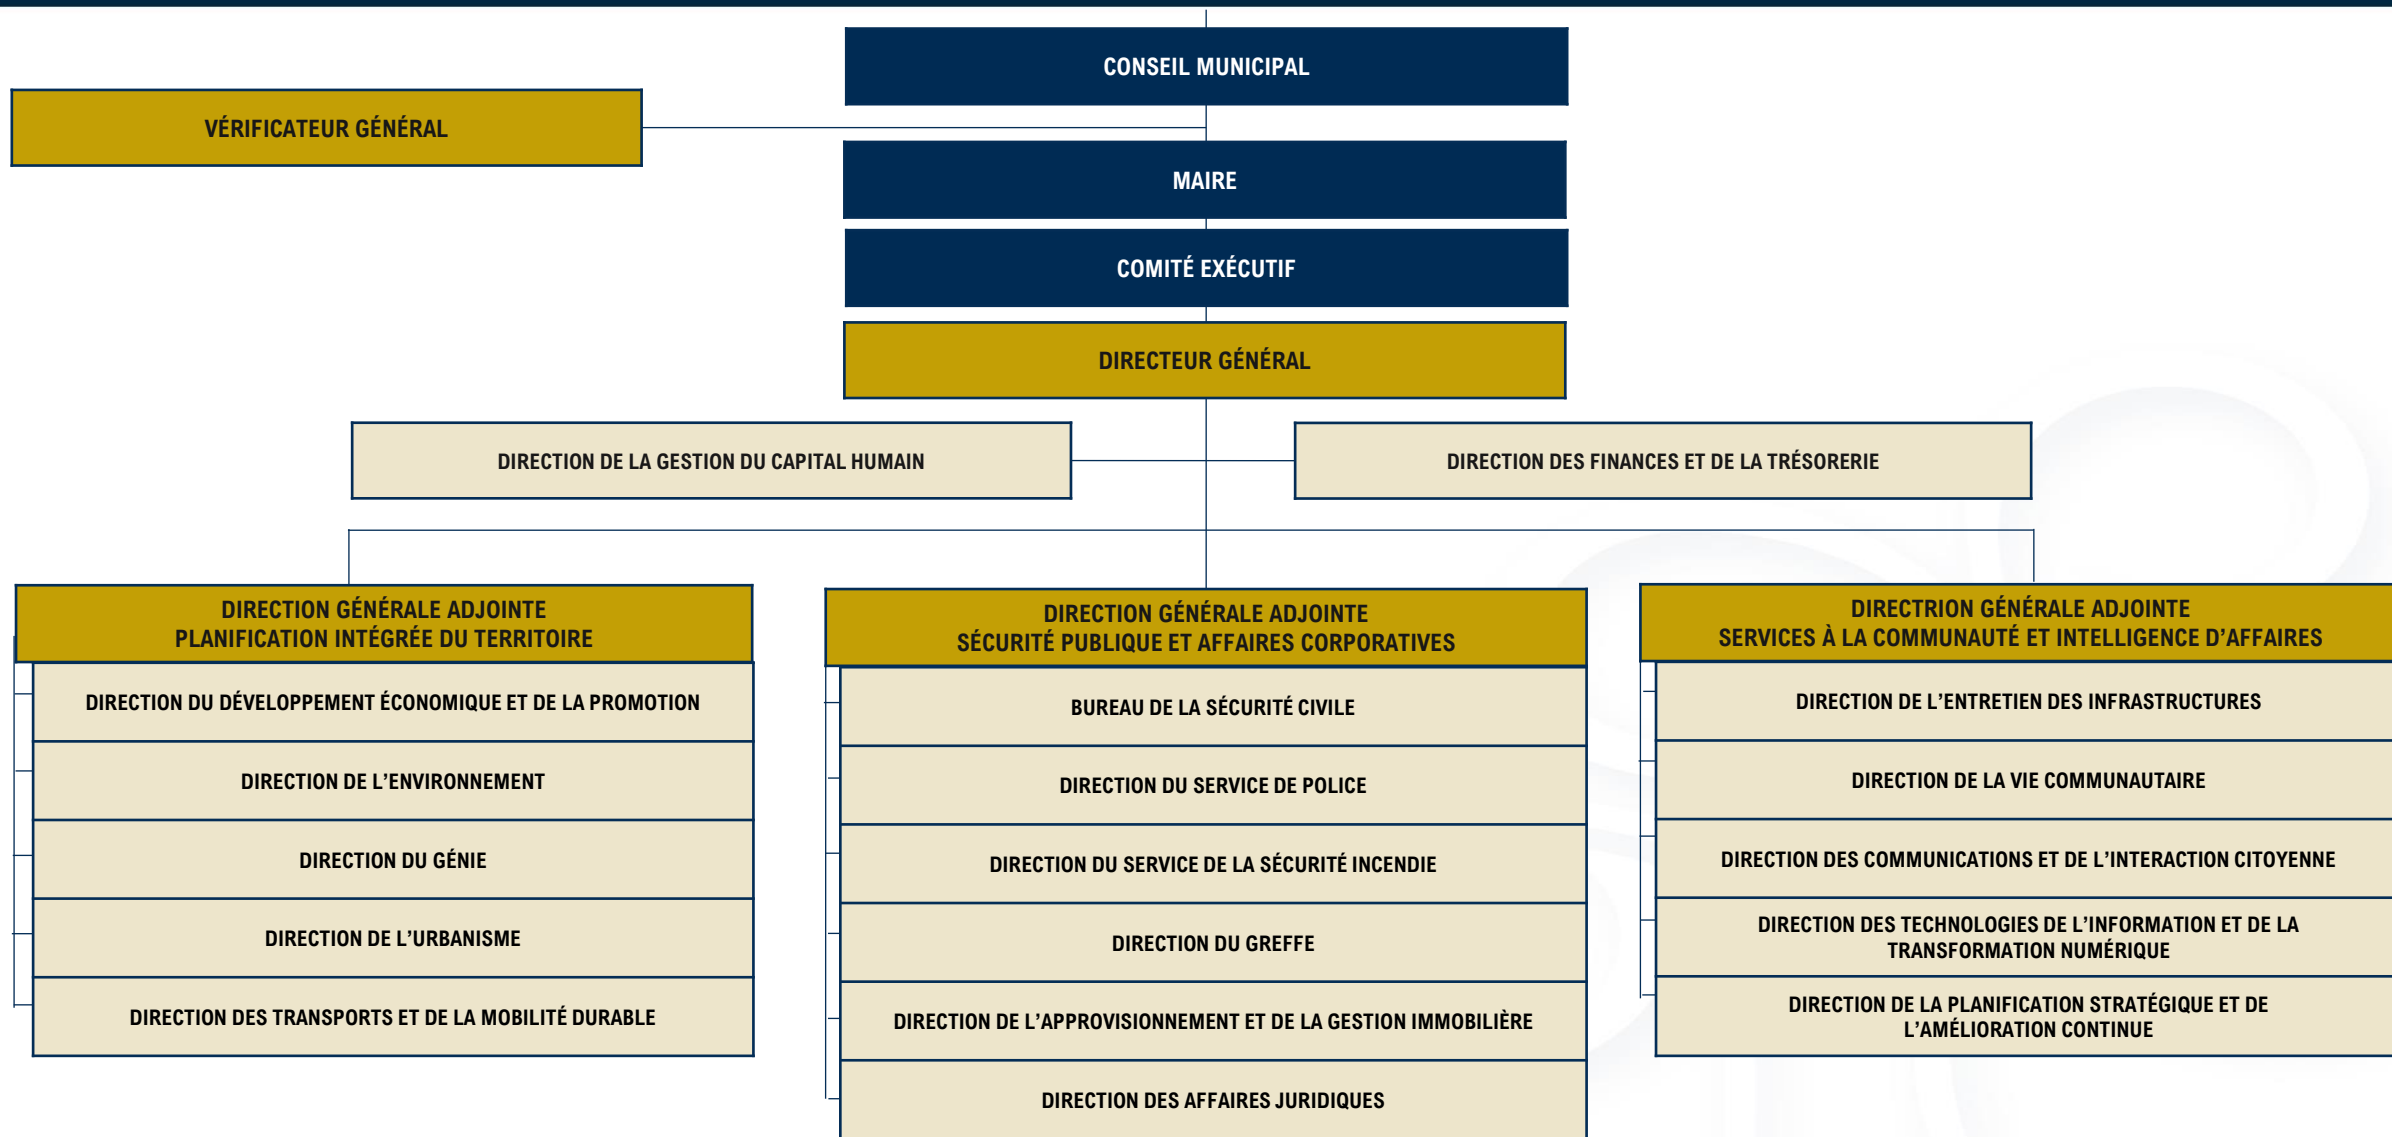 CONSEIL MUNICIPAL
VÉRIFICATEUR GÉNÉRAL
MAIRE
COMITÉ EXÉCUTIF
DIRECTEUR GÉNÉRAL
DIRECTION DE LA GESTION DU CAPITAL HUMAIN
DIRECTION DES FINANCES ET DE LA TRÉSORERIE
DIRECTION GÉNÉRALE ADJOINTE
PLANIFICATION INTÉGRÉE DU TERRITOIRE
DIRECTION DU DÉVELOPPEMENT ÉCONOMIQUE ET DE LA PROMOTION
DIRECTION DE L’ENVIRONNEMENT
DIRECTION DU GÉNIE
DIRECTION DE L’URBANISME
DIRECTION DES TRANSPORTS ET DE LA MOBILITÉ DURABLE
DIRECTION GÉNÉRALE ADJOINTE
SÉCURITÉ PUBLIQUE ET AFFAIRES CORPORATIVES
BUREAU DE LA SÉCURITÉ CIVILE
DIRECTION DU SERVICE DE POLICE
DIRECTION DU SERVICE DE LA SÉCURITÉ INCENDIE
DIRECTION DU GREFFE
DIRECTION DE L’APPROVISIONNEMENT ET DE LA GESTION IMMOBILIÈRE
DIRECTION DES AFFAIRES JURIDIQUES
DIRECTRION GÉNÉRALE ADJOINTE
SERVICES À LA COMMUNAUTÉ ET INTELLIGENCE D’AFFAIRES
DIRECTION DE L’ENTRETIEN DES INFRASTRUCTURES
DIRECTION DE LA VIE COMMUNAUTAIRE
DIRECTION DES COMMUNICATIONS ET DE L’INTERACTION CITOYENNE
DIRECTION DES TECHNOLOGIES DE L’INFORMATION ET DE LA
TRANSFORMATION NUMÉRIQUE
DIRECTION DE LA PLANIFICATION STRATÉGIQUE ET DE
L’AMÉLIORATION CONTINUE